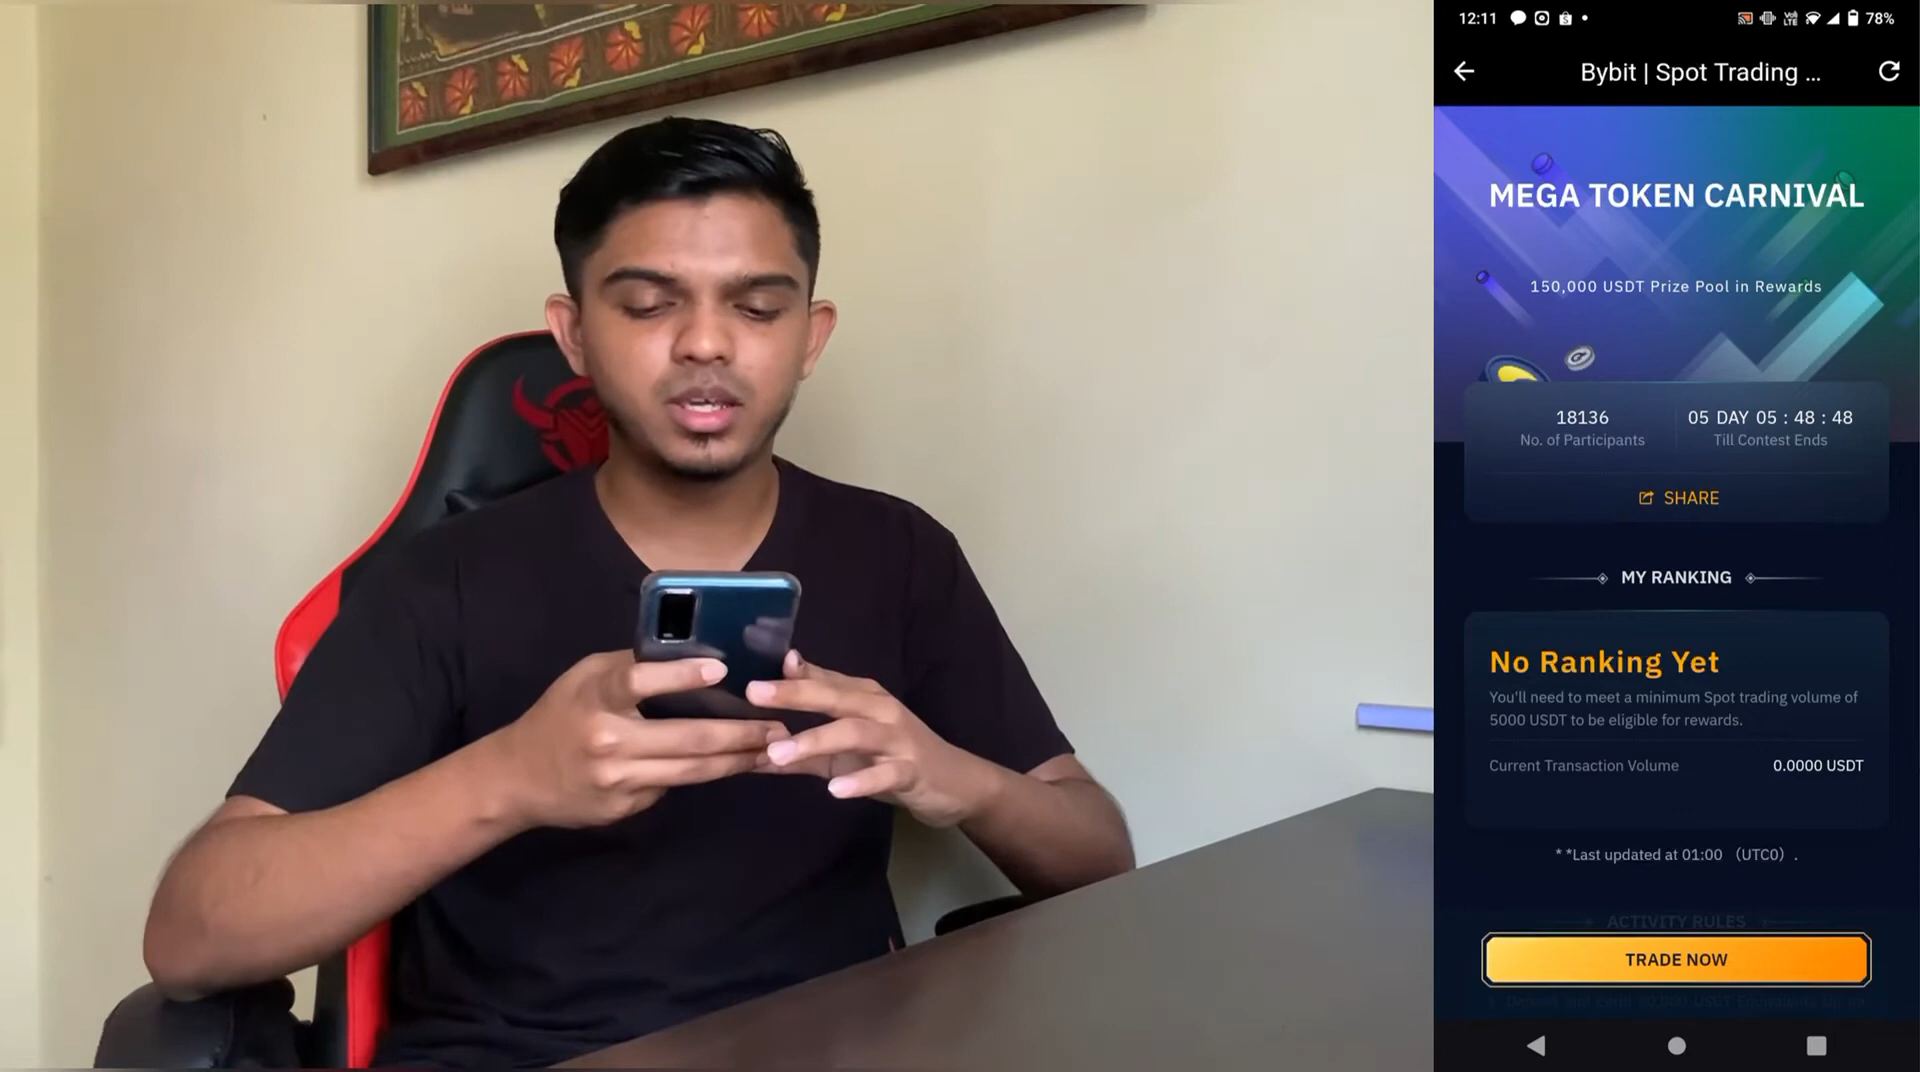 12:11
VoLTE
78%
Bybit | Spot Trading ...
MEGA TOKEN CARNIVAL
150,000 USDT Prize Pool in Rewards
18136
No. of Participants
05 DAY 05 : 48 : 48
Till Contest Ends
SHARE
MY RANKING
No Ranking Yet
You'll need to meet a minimum Spot trading volume of
5000 USDT to be eligible for rewards.
Current Transaction Volume
0.0000 USDT
* *Last updated at 01:00 （UTC0）.
ACTIVITY RULES
TRADE NOW